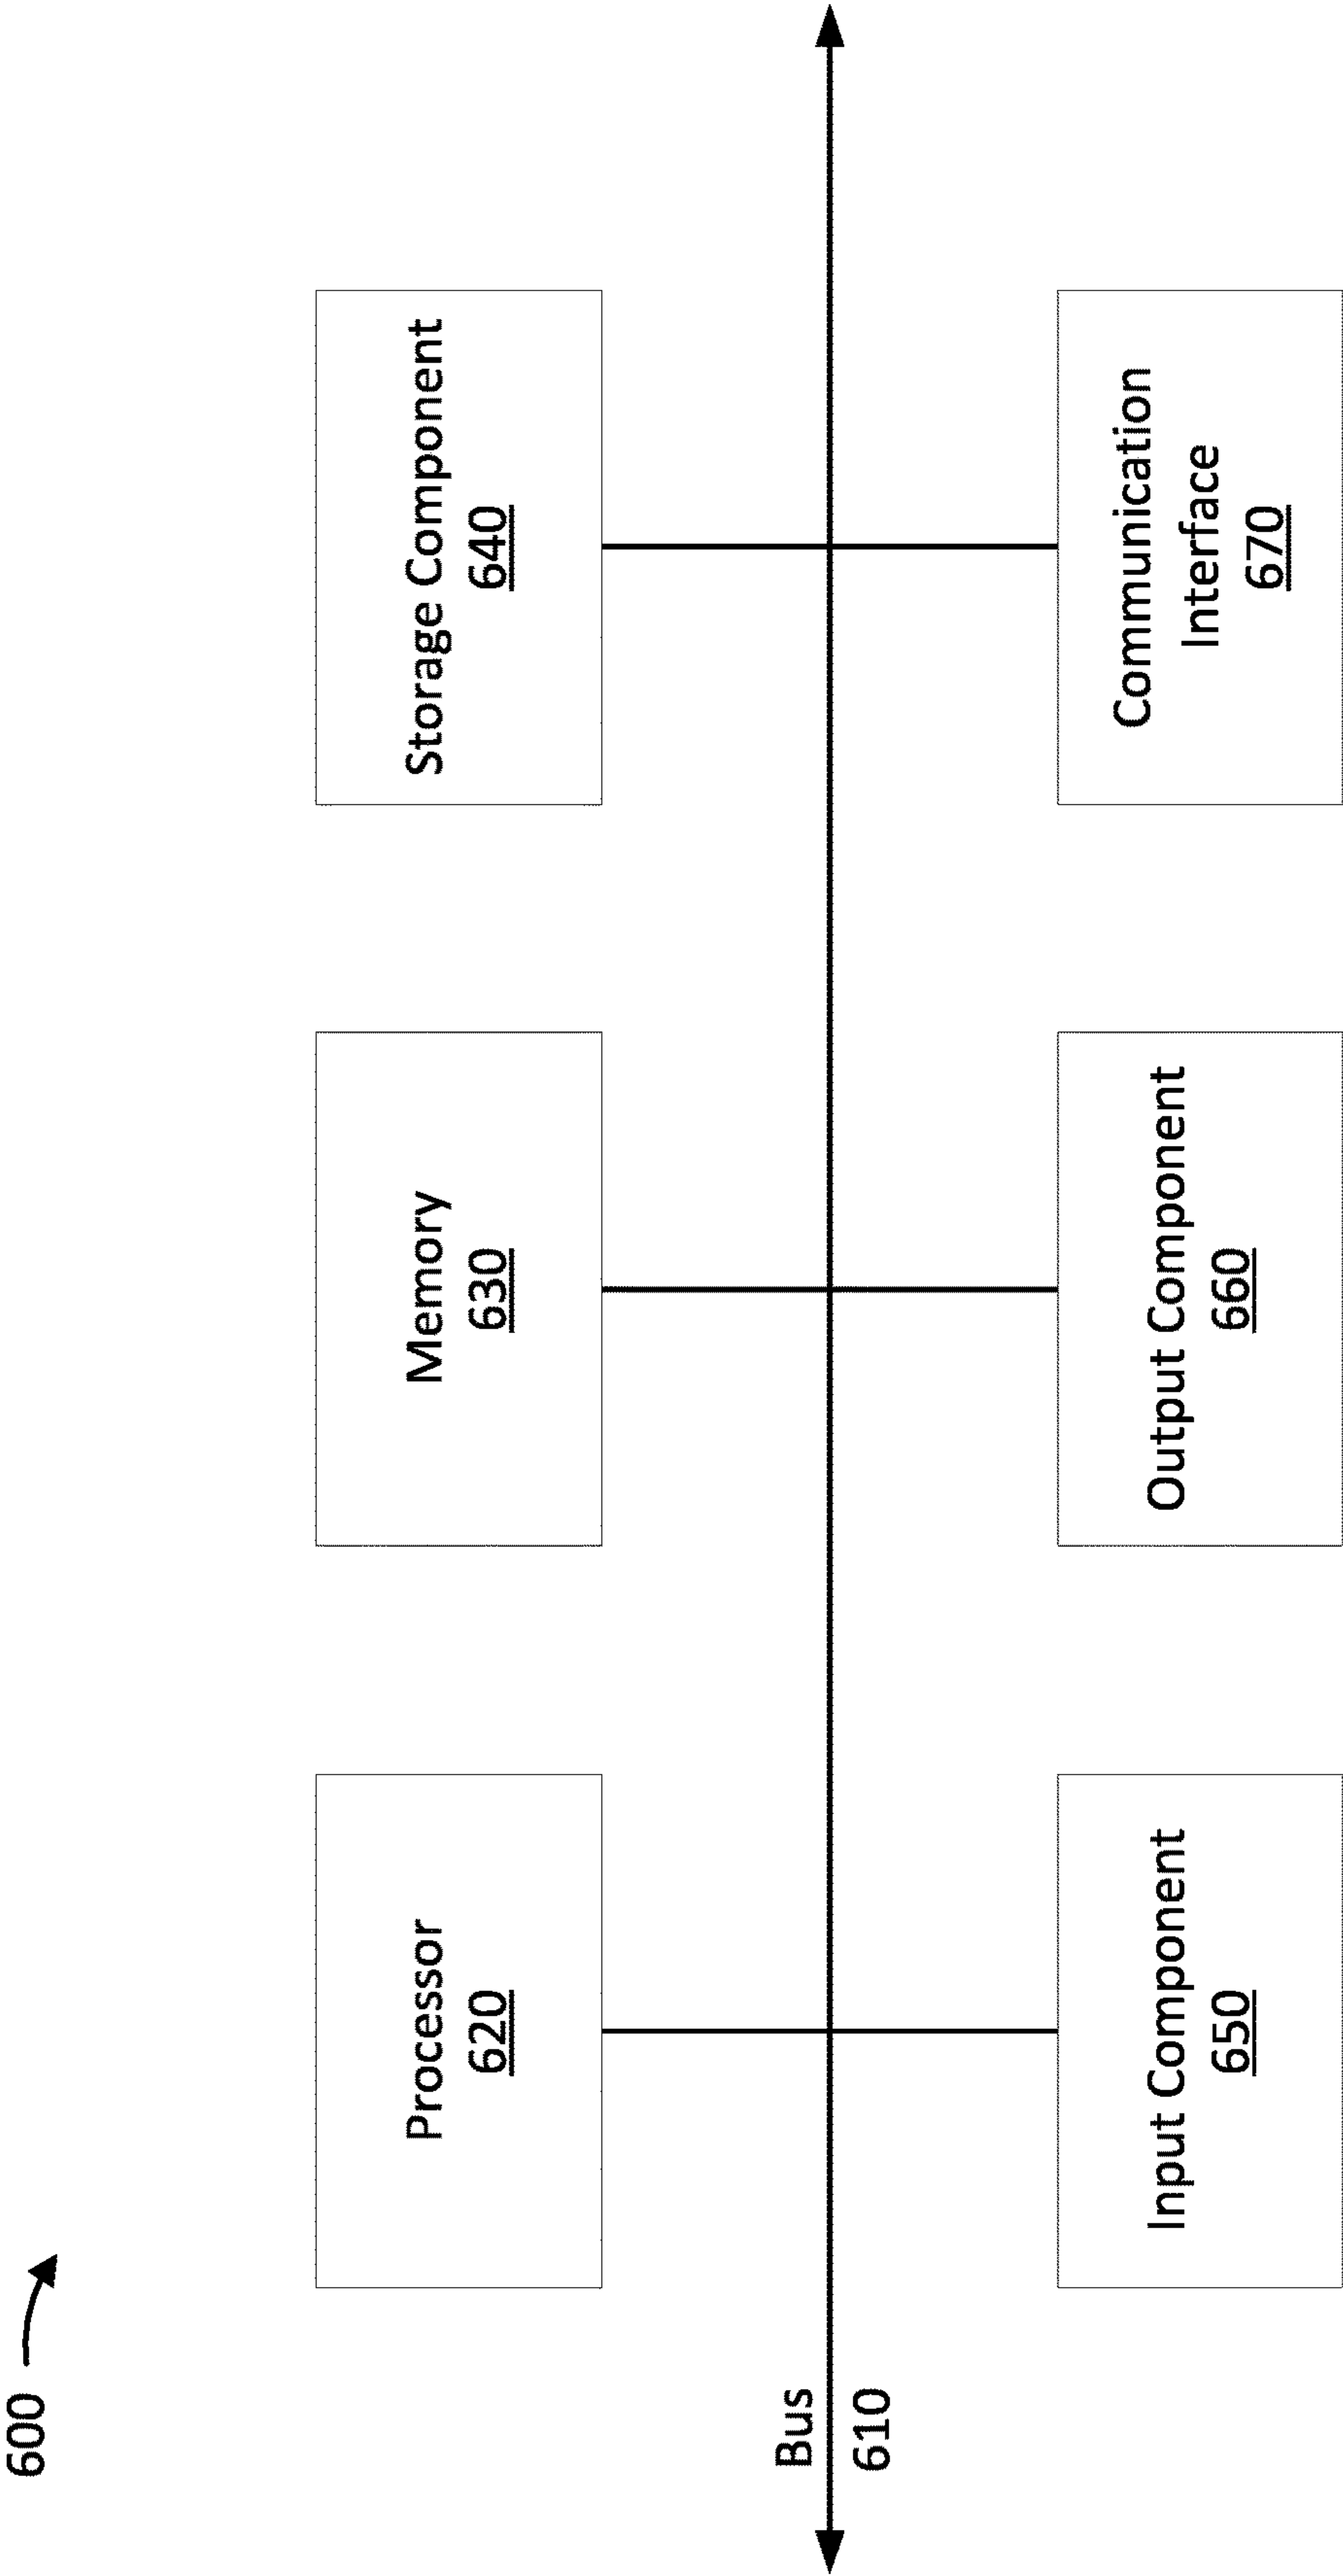 600
Processor
620
Memory
630
Storage Component
640
Bus
610
Input Component
650
Output Component
660
Communication
Interface
670